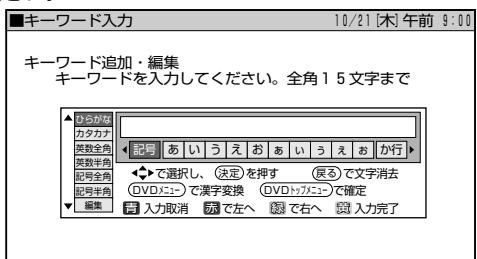 ■キーワード入力 10/21[木]午前 9:00
キーワード追加・編集
キーワードを入力してください。全角15文字まで
▲ ひらがな
カタカナ
英数全角
英数半角
記号全角
記号半角
▼ 編集
◀ 記号 あ い う え お ぁ ぃ ぅ ぇ ぉ か行 ▶
で選択し、 決定 を押す 戻る で文字消去
DVDメニュー で漢字変換 DVDトップメニュー で確定
青 入力取消 赤 で左へ 緑 で右へ 黄 入力完了